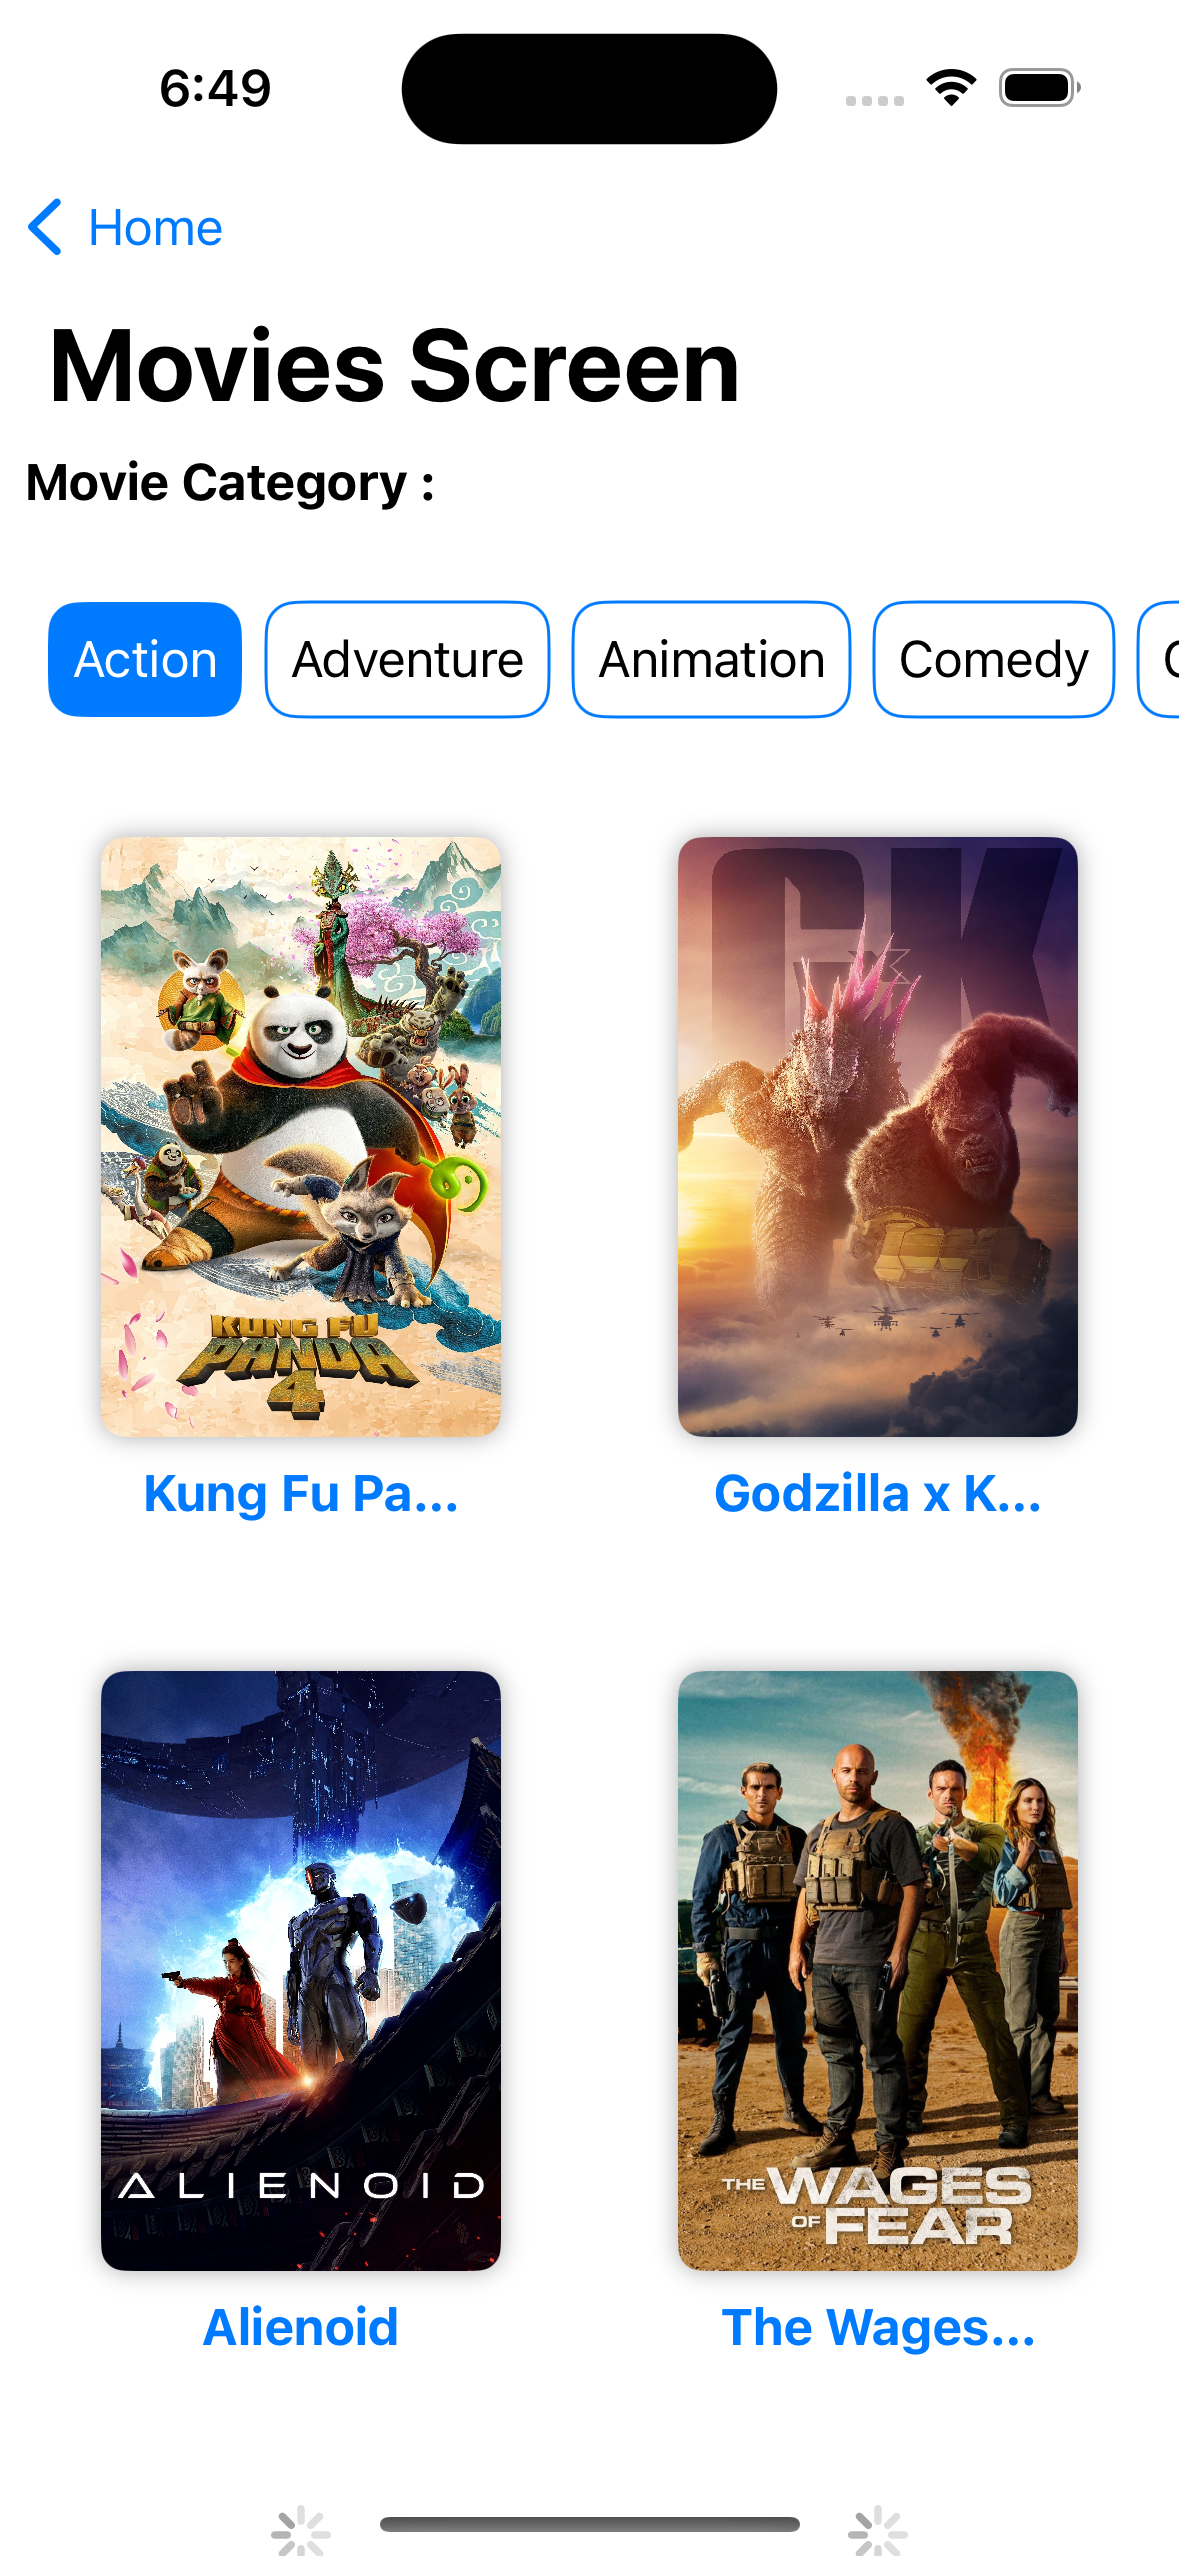 6:49
Home
Movies Screen
Movie Category :
Action Adventure Animation Comedy
KUNG FU
PANDA
4
GK
Kung Fu Pa...
Godzilla x K...
ALIENOID
THE WAGES
OF FEAR
Alienoid
The Wages...